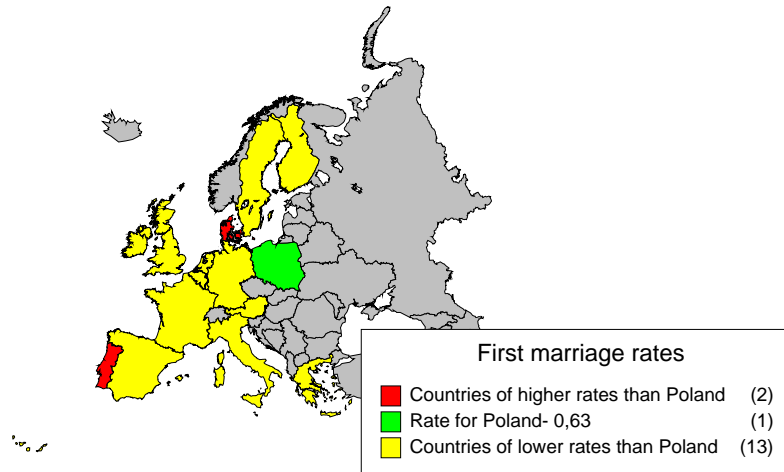 First marriage rates
Countries of higher rates than Poland (2)
Rate for Poland- 0,63 (1)
Countries of lower rates than Poland (13)